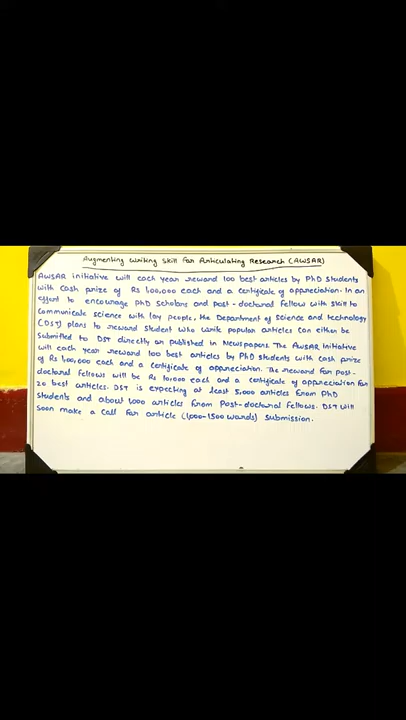 Augmenting Writing Skill for Articulating Research (AWSAR)
AWSAR initiative will each year reward 100 best articles by PhD students
with cash prize of Rs 1,00,000 each and a certificate of appreciation. In an
effort to encourage PhD Scholars and post-doctoral Fellow with skill to
communicate science with lay people, the Department of Science and technology
(DST) plans to reward student who write popular articles can either be
submitted to DST directly or published in Newspapers. The AWSAR Initiative
will each year reward 100 best articles by PhD students with cash prize
of Rs 1,00,000 each and a certificate of appreciation. The reward for post-
doctoral fellows will be Rs 10,000 each and a certificate of appreciation for
20 best articles. DST is expecting at least 5,000 articles from PhD
students and about 1,000 articles from Post-doctoral fellows. DST will
soon make a call for article (1,000-1,500 words) submission.